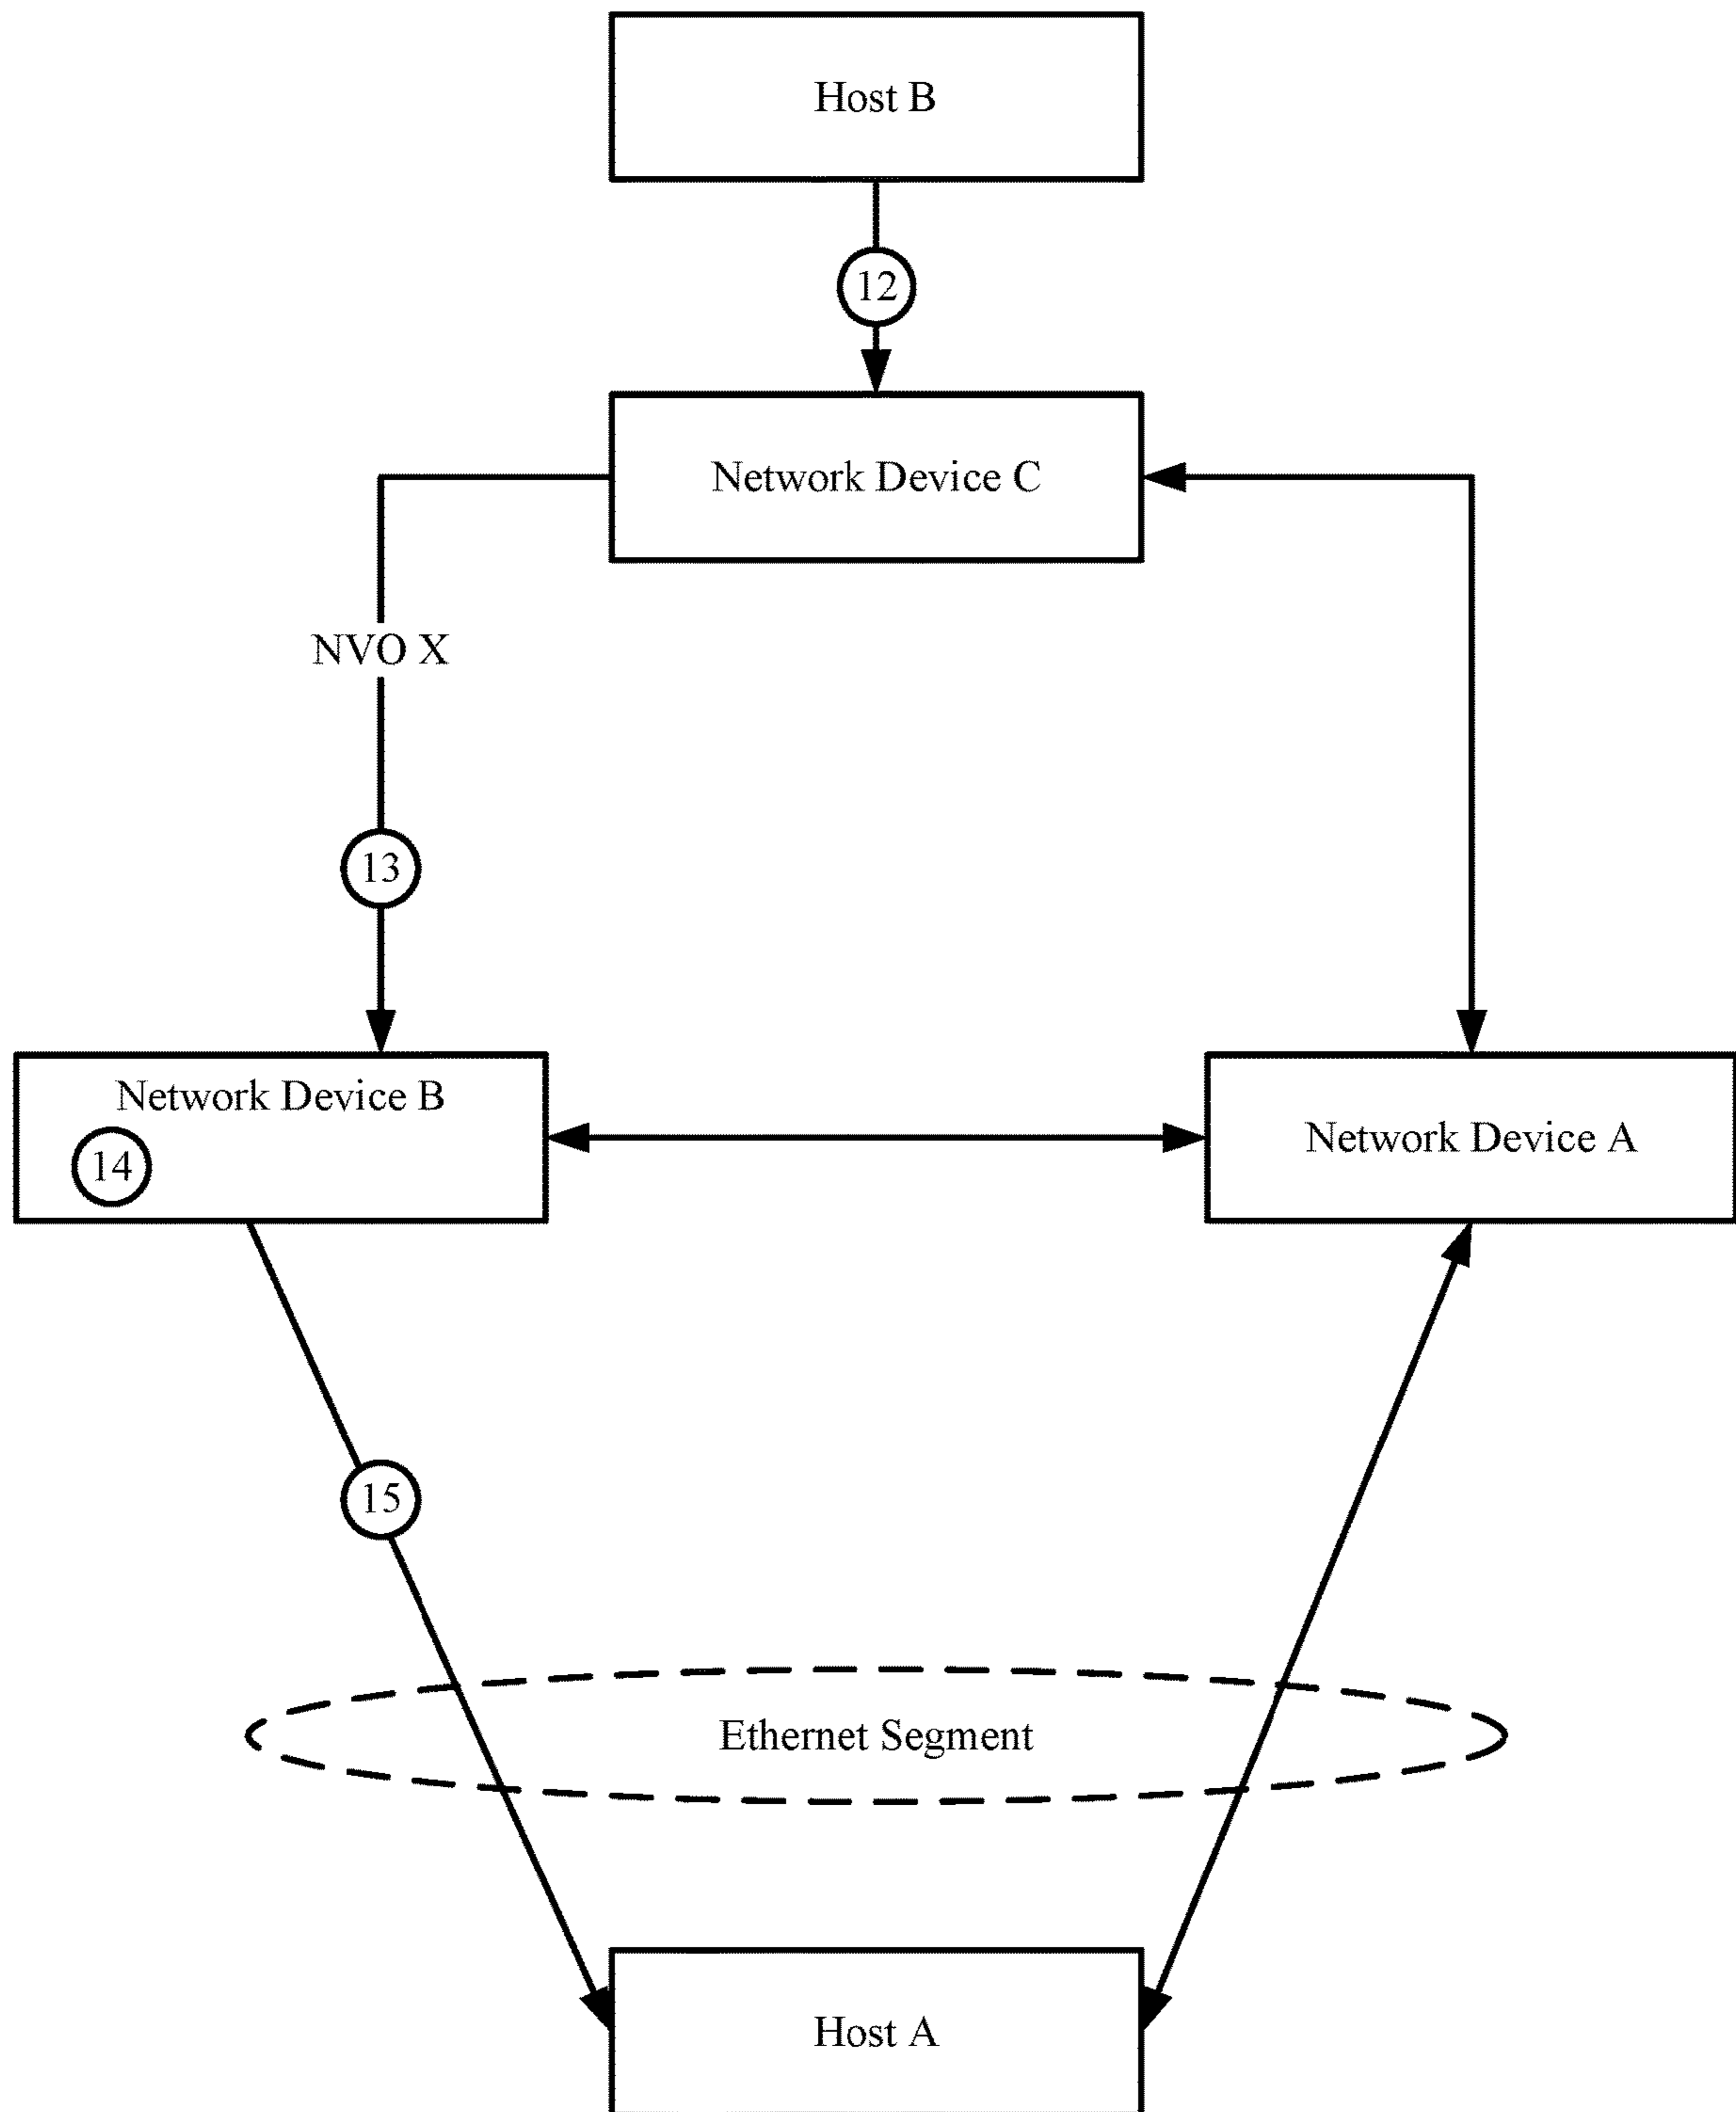 Host B
12
Network Device C
NVO X
13
Network Device B
14
Network Device A
15
Ethernet Segment
Host A